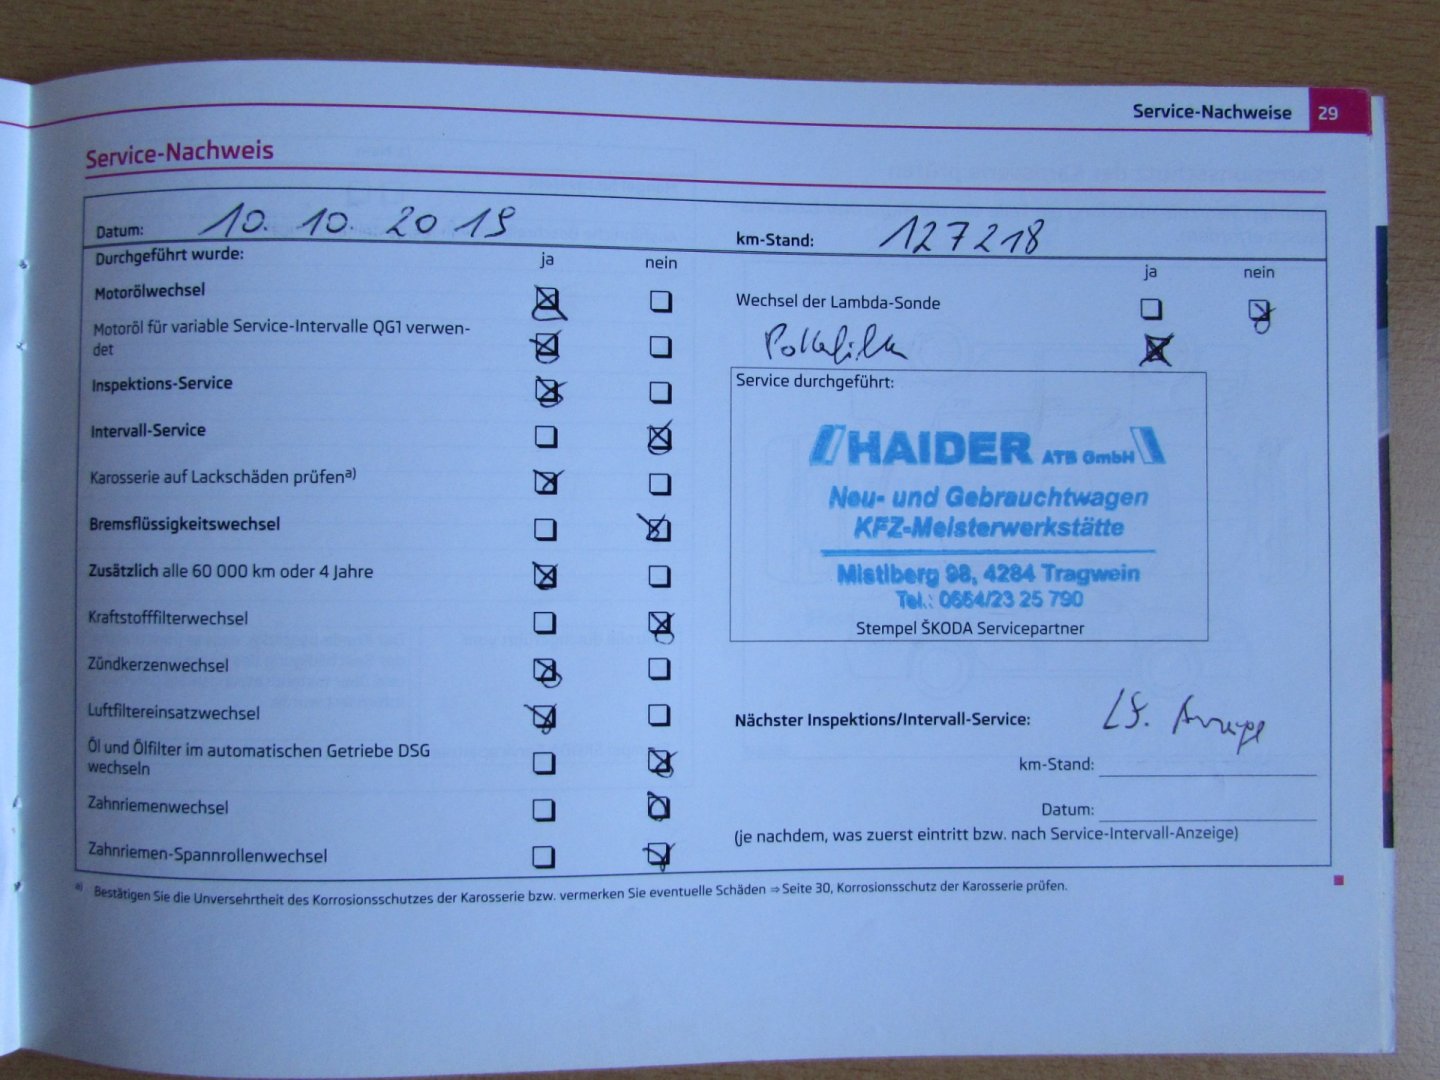 Service-Nachweise 29
Service-Nachweis
Datum: 10. 10. 2019
km-Stand: 127218
Durchgeführt wurde: ja nein
Motorölwechsel
Motoröl für variable Service-Intervalle QG1 verwen-
det
Inspektions-Service
Intervall-Service
Karosserie auf Lackschäden prüfena)
Bremsflüssigkeitswechsel
Zusätzlich alle 60 000 km oder 4 Jahre
Kraftstofffilterwechsel
Zündkerzenwechsel
Luftfiltereinsatzwechsel
Öl und Ölfilter im automatischen Getriebe DSG
wechseln
Zahnriemenwechsel
Zahnriemen-Spannrollenwechsel
ja nein
Wechsel der Lambda-Sonde
Pollenfilter
Service durchgeführt:
HAIDER ATB GmbH
Neu- und Gebrauchtwagen
KFZ-Meisterwerkstätte
Mistlberg 98, 4284 Tragwein
Tel.: 0664/23 25 790
Stempel ŠKODA Servicepartner
Nächster Inspektions/Intervall-Service: Anzeige
km-Stand:
Datum:
(je nachdem, was zuerst eintritt bzw. nach Service-Intervall-Anzeige)
a) Bestätigen Sie die Unversehrtheit des Korrosionsschutzes der Karosserie bzw. vermerken Sie eventuelle Schäden ⇒ Seite 30, Korrosionsschutz der Karosserie prüfen.